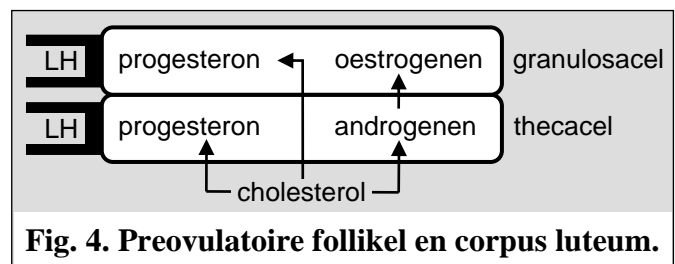 LH progesteron oestrogenen granulosacel
LH progesteron androgenen thecacel
cholesterol
Fig. 4. Preovulatoire follikel en corpus luteum.